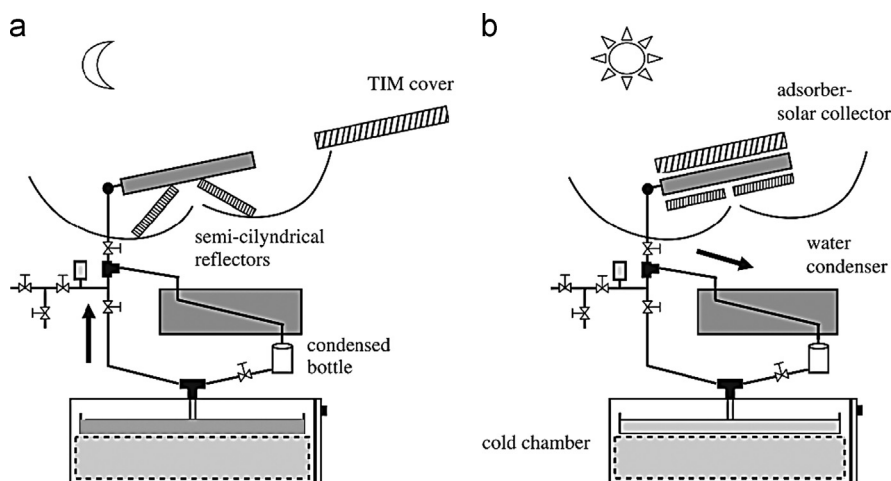 a
TIM cover
semi-cilyndrical
reflectors
condensed
bottle
b
adsorber-
solar collector
water
condenser
cold chamber